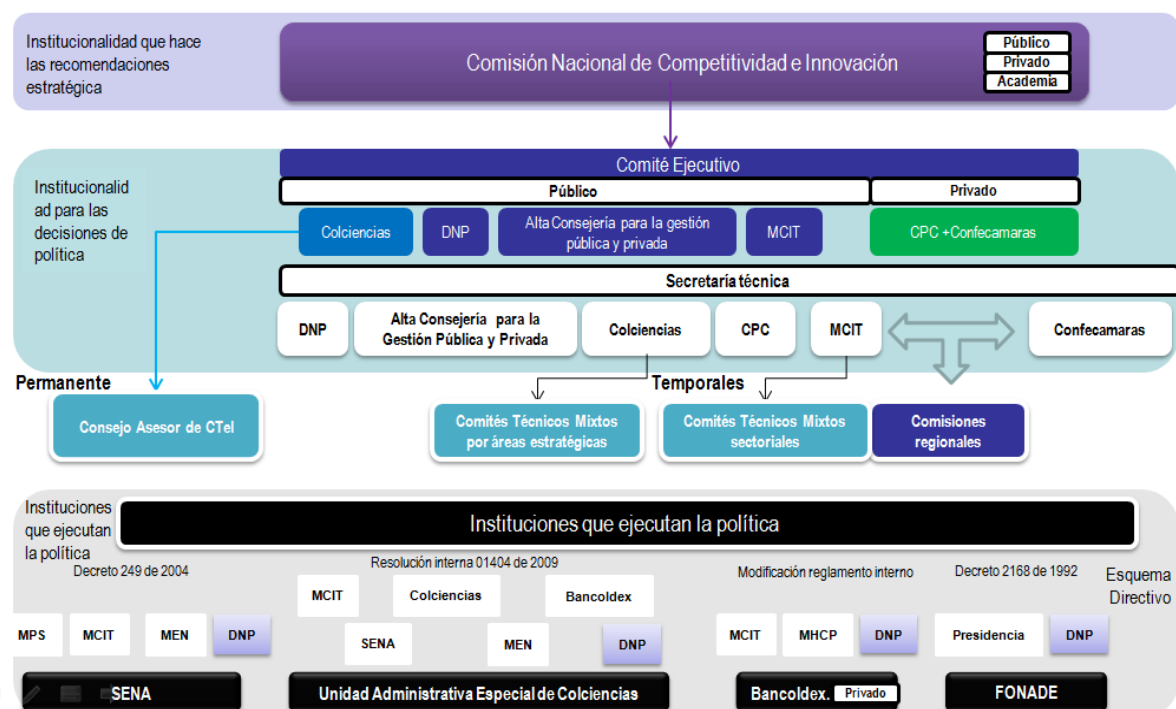 Institucionalidad que hace
las recomendaciones
estratégica
Comisión Nacional de Competitividad e Innovación
Público
Privado
Academia
Institucionalid
ad para las
decisiones de
política
Comité Ejecutivo
Público
Privado
Colciencias
DNP
Alta Consejería para la gestión
pública y privada
MCIT
CPC +Confecamaras
Secretaría técnica
DNP
Alta Consejería para la
Gestión Pública y Privada
Colciencias
CPC
MCIT
Confecamaras
Permanente
Temporales
Consejo Asesor de CTeI
Comités Técnicos Mixtos
por áreas estratégicas
Comités Técnicos Mixtos
sectoriales
Comisiones
regionales
Instituciones
que ejecutan
la política
Instituciones que ejecutan la política
Decreto 249 de 2004
Resolución interna 01404 de 2009
Modificación reglamento interno
Decreto 2168 de 1992
Esquema
Directivo
MPS
MCIT
MEN
DNP
MCIT
Colciencias
Bancoldex
SENA
MEN
DNP
MCIT
MHCP
DNP
Presidencia
DNP
SENA
Unidad Administrativa Especial de Colciencias
Bancoldex.
Privado
FONADE